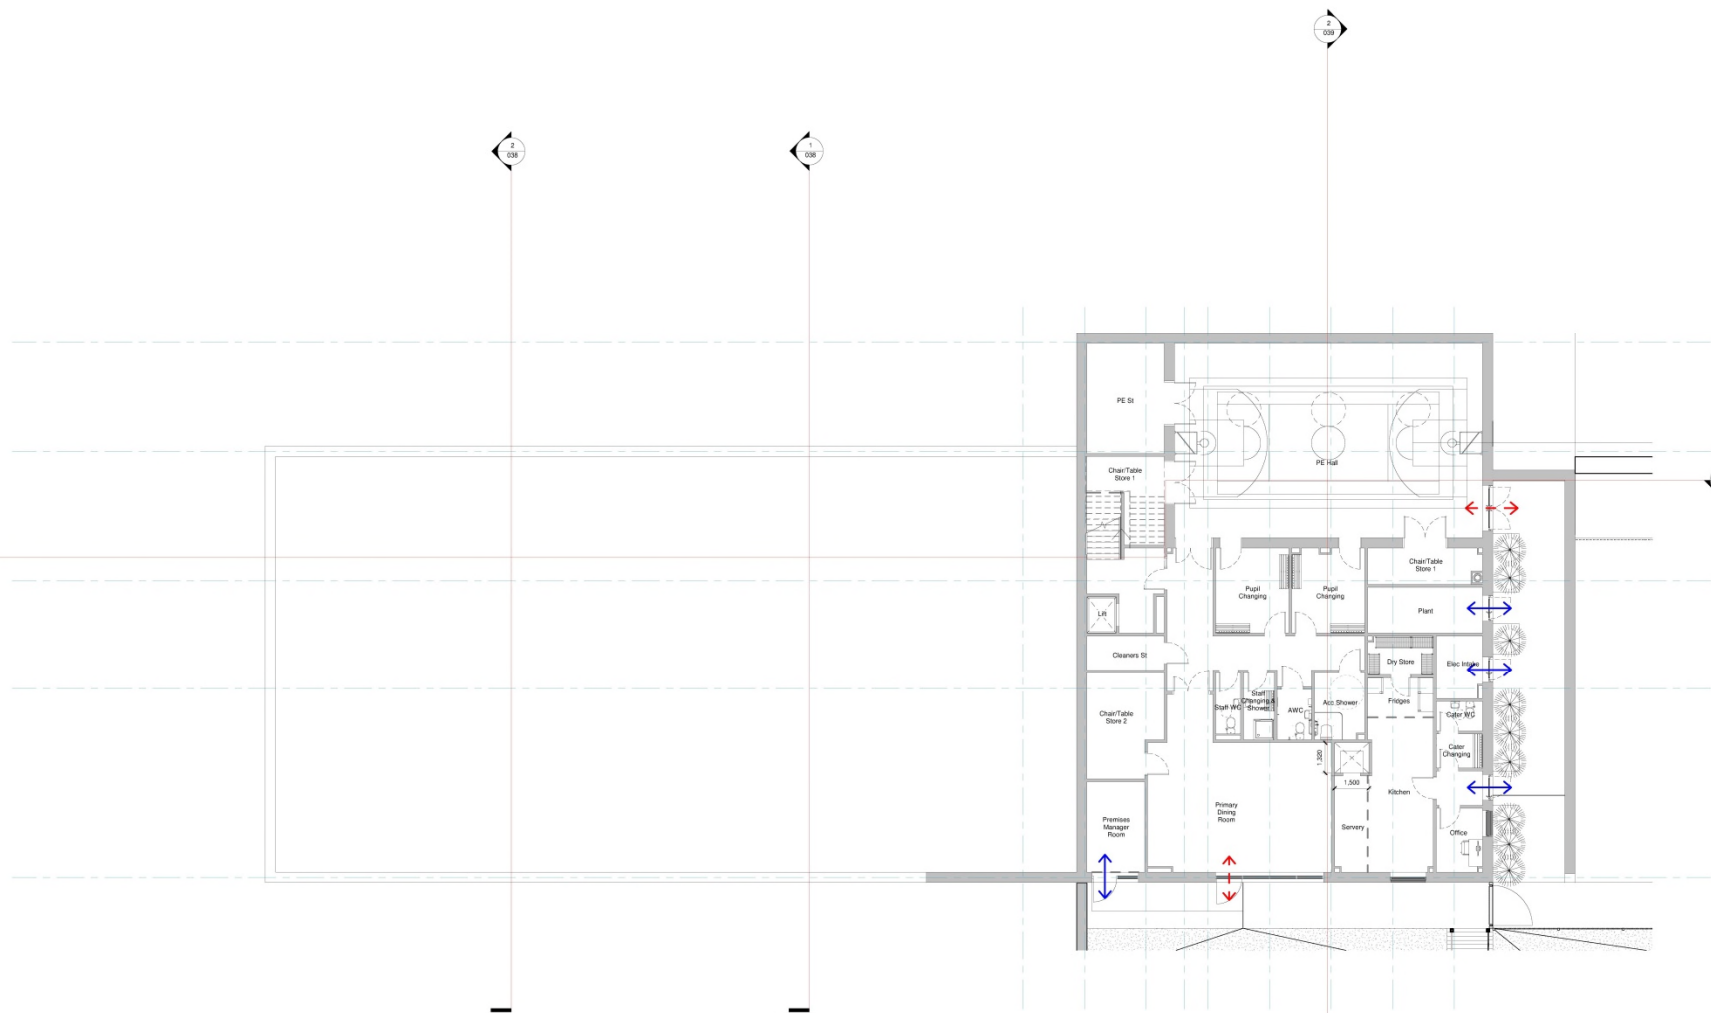 2
039
2
038
1
038
PE St
Chair/Table
Store 1
PE Hall
Pupil
Changing
Pupil
Changing
Chair/Table
Store 1
Plant
Lift
Cleaners St
Dry Store
Elec Intake
Chair/Table
Store 2
Staff WC
Staff
Changing &
Shower
AWC
Acc Shower
Fridges
Cater WC
Cater
Changing
1,320
1,500
Kitchen
Primary
Dining
Room
Premises
Manager
Room
Servery
Office